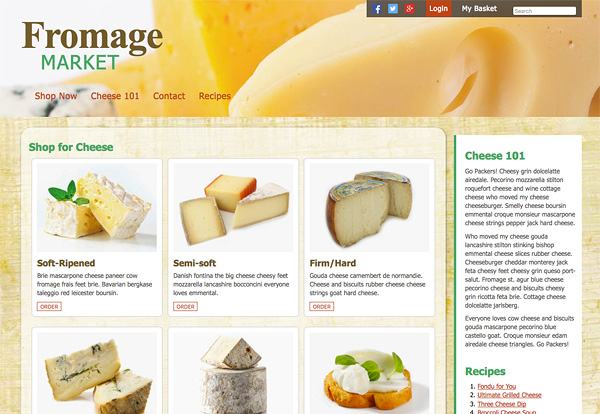 Login
My Basket
Search
Fromage
MARKET
Shop Now
Cheese 101
Contact
Recipes
Shop for Cheese
Soft-Ripened
Brie mascarpone cheese paneer cow
fromage frais feet brie. Bavarian bergkase
taleggio red leicester boursin.
ORDER
Semi-soft
Danish fontina the big cheese cheesy feet
mozzarella lancashire bocconcini everyone
loves emmental.
ORDER
Firm/Hard
Gouda cheese camembert de normandie.
Cheese and biscuits rubber cheese cheese
strings goat hard cheese.
ORDER
Cheese 101
Go Packers! Cheesy grin dolcelatte
airedale. Pecorino mozzarella stilton
roquefort cheese and wine cottage
cheese who moved my cheese
cheeseburger. Smelly cheese boursin
emmental croque monsieur mascarpone
cheese strings pepper jack hard cheese.
Who moved my cheese gouda
lancashire stilton stinking bishop
emmental cheese slices rubber cheese.
Cheeseburger cheddar monterey jack
feta cheesy feet cheesy grin queso port-
salut. Fromage st. agur blue cheese
pecorino cheese and biscuits cheesy
grin ricotta feta brie. Cottage cheese
dolcelatte jarlsberg.
Everyone loves cow cheese and biscuits
gouda mascarpone pecorino blue
castello goat. Croque monsieur edam
airedale cheese triangles. Go Packers!
Recipes
1. Fondu for You
2. Ultimate Grilled Cheese
3. Three Cheese Dip
4. Broccoli Cheese Soup